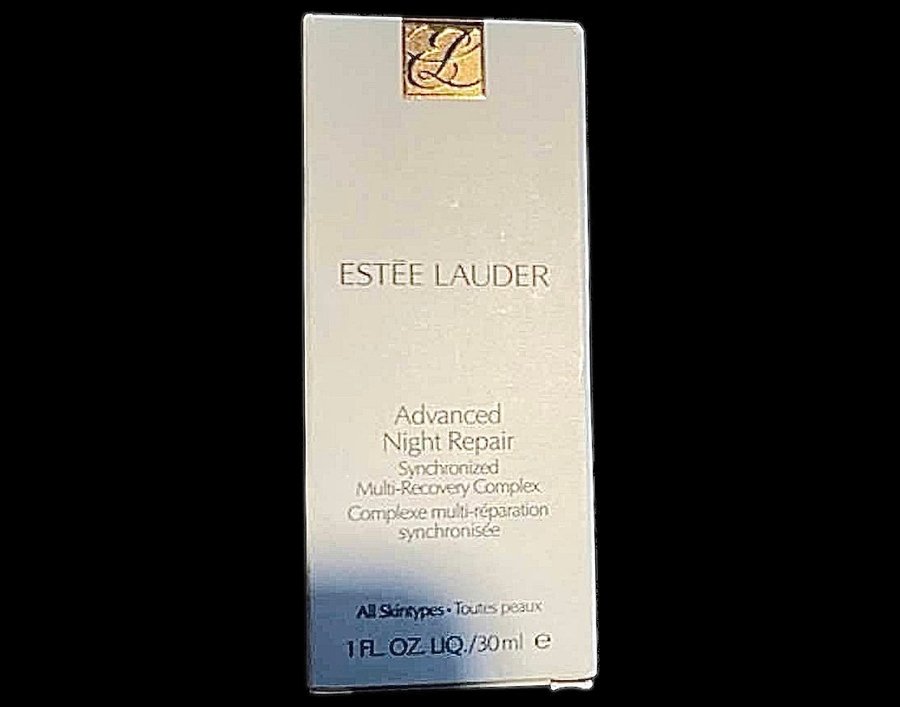 EL
ESTĒE LAUDER
Advanced
Night Repair
Synchronized
Multi-Recovery Complex
Complexe multi-réparation
synchronisée
All Skintypes • Toutes peaux
1 FL. OZ. LIQ./30 ml ℮